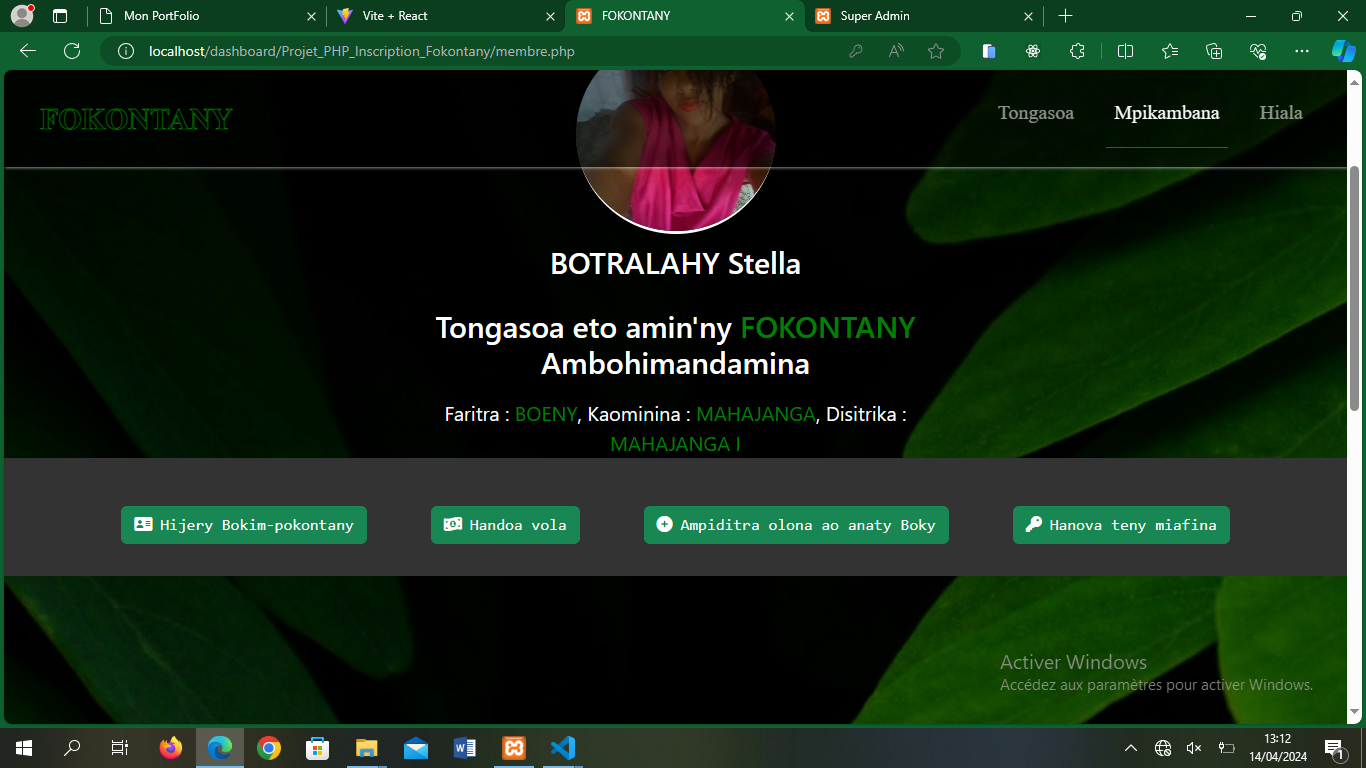 Mon PortFolio
Vite + React
FOKONTANY
Super Admin
localhost/dashboard/Projet_PHP_Inscription_Fokontany/membre.php
FOKONTANY
Tongasoa
Mpikambana
Hiala
BOTRALAHY Stella
Tongasoa eto amin'ny FOKONTANY
Ambohimandamina
Faritra : BOENY, Kaominina : MAHAJANGA, Disitrika :
MAHAJANGA I
Hijery Bokim-pokontany
Handoa vola
Ampiditra olona ao anaty Boky
Hanova teny miafina
Activer Windows
Accédez aux paramètres pour activer Windows.
13:12
14/04/2024
1